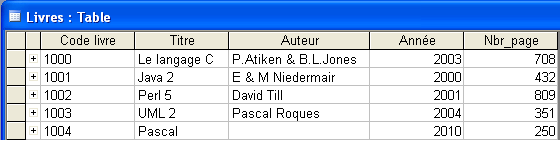 Livres : Table
Code livre Titre Auteur Année Nbr_page
+ 1000 Le langage C P.Atiken & B.L.Jones 2003 708
+ 1001 Java 2 E & M Niedermair 2000 432
+ 1002 Perl 5 David Till 2001 809
+ 1003 UML 2 Pascal Roques 2004 351
+ 1004 Pascal 2010 250